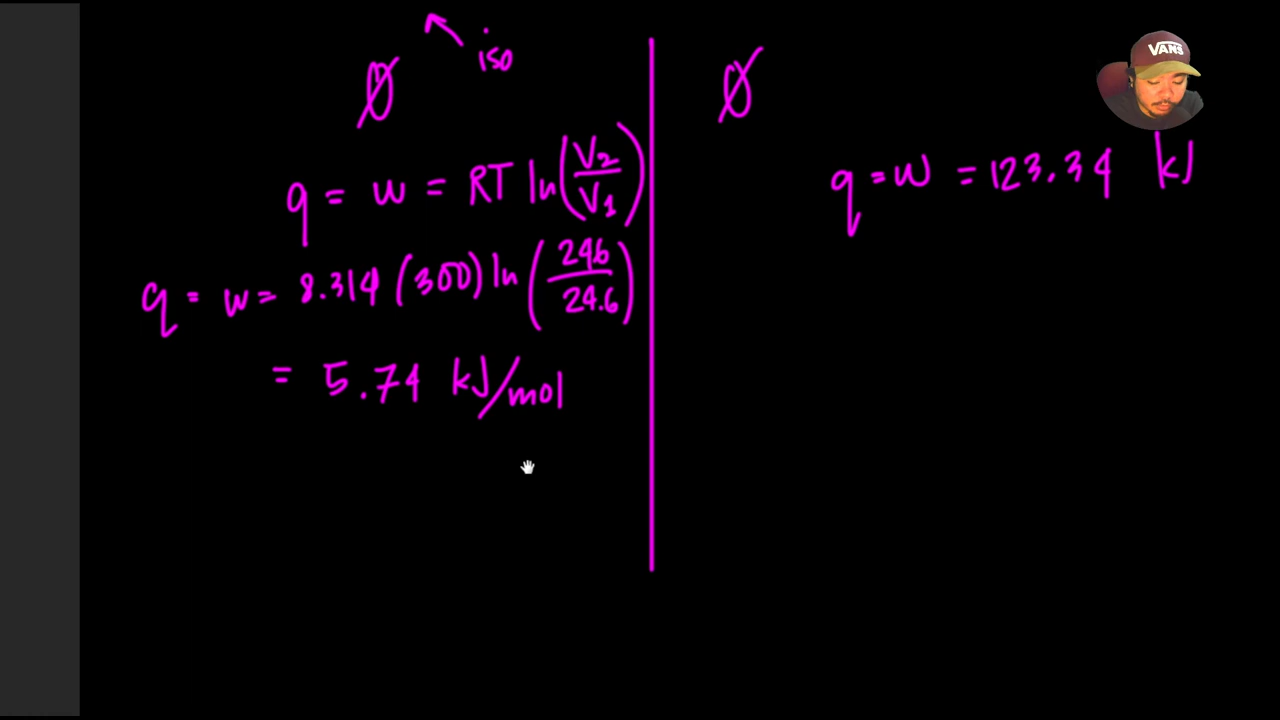 iso
∅
q = w = RT ln(V2/V1)
q = w = 8.314 (300) ln(246/24.6)
= 5.74 kJ/mol
∅
q = w = 123.34 kJ
VANS